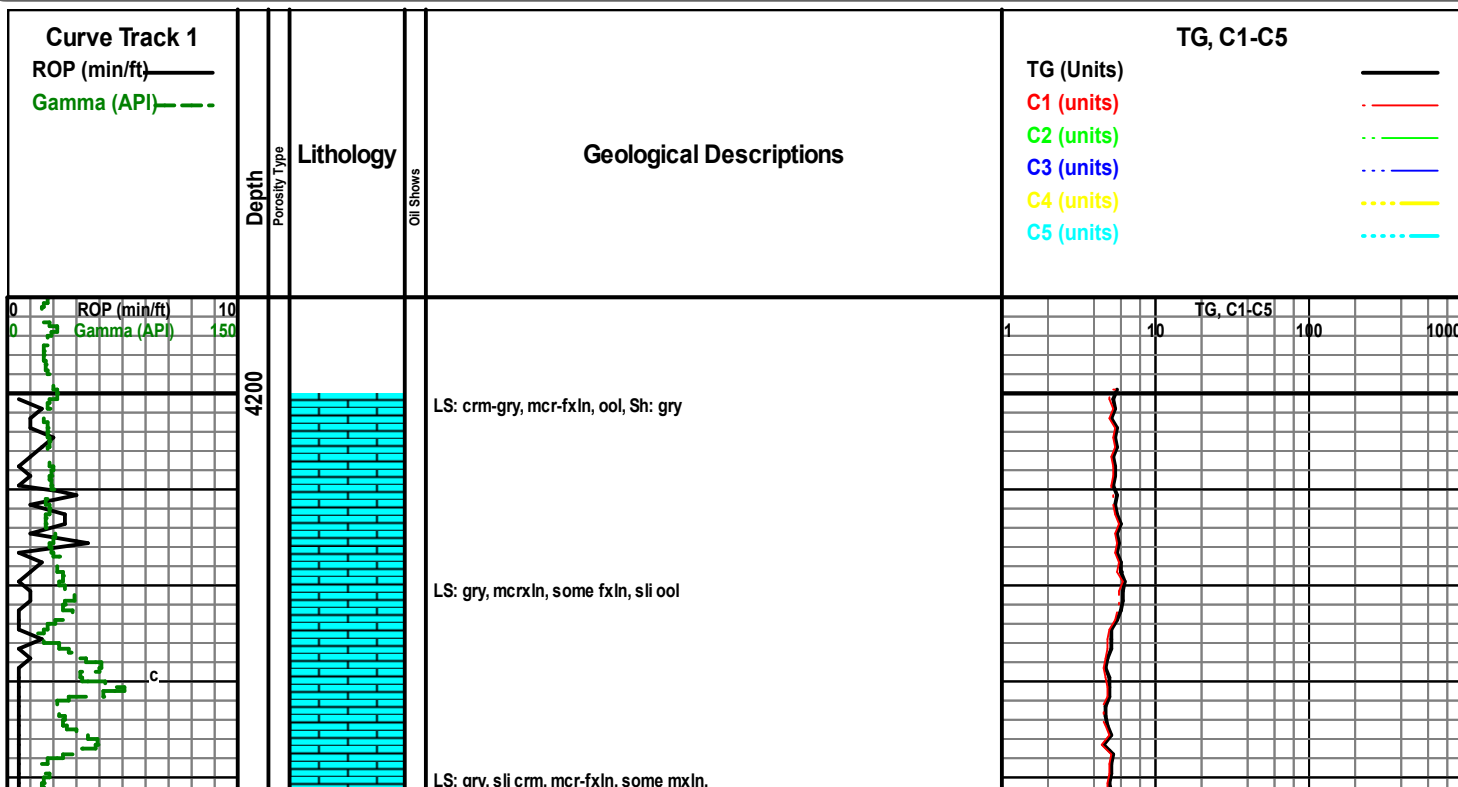 Curve Track 1
ROP (min/ft)
Gamma (API)
Depth
Porosity Type
Lithology
Oil Shows
Geological Descriptions
TG, C1-C5
TG (Units)
C1 (units)
C2 (units)
C3 (units)
C4 (units)
C5 (units)
0 ROP (min/ft) 10
0 Gamma (API) 150
TG, C1-C5
1 10 100 1000
4200
LS: crm-gry, mcr-fxln, ool, Sh: gry
LS: gry, mcrxln, some fxln, sli ool
C
LS: gry, sli crm, mcr-fxln, some mxln,